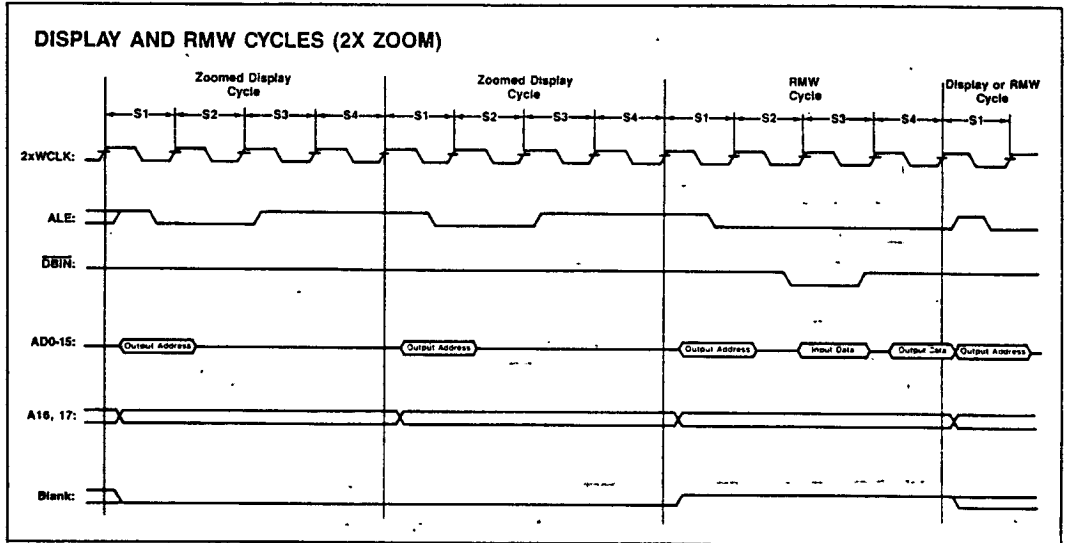 DISPLAY AND RMW CYCLES (2X ZOOM)
Zoomed Display Cycle
Zoomed Display Cycle
RMW Cycle
Display or RMW Cycle
S1 S2 S3 S4 S1 S2 S3 S4 S1 S2 S3 S4 S1
2xWCLK:
ALE:
DBIN:
AD0-15: Output Address Output Address Output Address Input Data Output Data Output Address
A16, 17:
Blank: